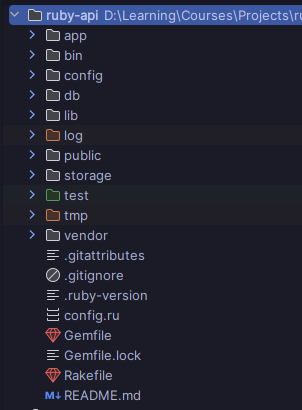 ruby-api D:\Learning\Courses\Projects\ru
app
bin
config
db
lib
log
public
storage
test
tmp
vendor
.gitattributes
.gitignore
.ruby-version
config.ru
Gemfile
Gemfile.lock
Rakefile
M↓ README.md